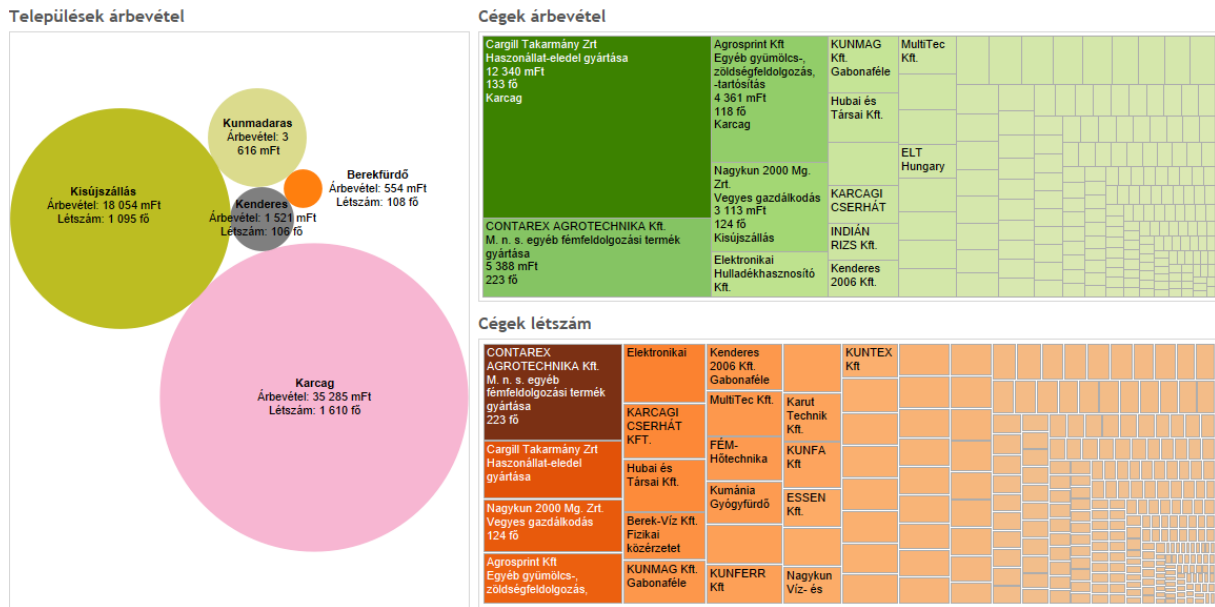 Települések árbevétel
Kunmadaras
Árbevétel: 3
616 mFt
Kisújszállás
Árbevétel: 18 054 mFt
Létszám: 1 095 fő
Berekfürdő
Árbevétel: 554 mFt
Létszám: 108 fő
Kenderes
Árbevétel: 1 521 mFt
Létszám: 106 fő
Karcag
Árbevétel: 35 285 mFt
Létszám: 1 610 fő
Cégek árbevétel
Cargill Takarmány Zrt
Haszonállat-eledel gyártása
12 340 mFt
133 fő
Karcag
CONTAREX AGROTECHNIKA Kft.
M. n. s. egyéb fémfeldolgozási termék
gyártása
5 388 mFt
223 fő
Agrosprint Kft
Egyéb gyümölcs-,
zöldségfeldolgozás,
-tartósítás
4 361 mFt
118 fő
Karcag
Nagykun 2000 Mg.
Zrt.
Vegyes gazdálkodás
3 113 mFt
124 fő
Kisújszállás
Elektronikai
Hulladékhasznosító
Kft.
KUNMAG
Kft.
Gabonaféle
Hubai és
Társai Kft.
KARCAGI
CSERHÁT
INDIÁN
RIZS Kft.
Kenderes
2006 Kft.
MultiTec
Kft.
ELT
Hungary
Cégek létszám
CONTAREX
AGROTECHNIKA Kft.
M. n. s. egyéb
fémfeldolgozási termék
gyártása
223 fő
Cargill Takarmány Zrt
Haszonállat-eledel
gyártása
Nagykun 2000 Mg. Zrt.
Vegyes gazdálkodás
124 fő
Agrosprint Kft
Egyéb gyümölcs-,
zöldségfeldolgozás,
Elektronikai
KARCAGI
CSERHÁT
KFT.
Hubai és
Társai Kft.
Berek-Víz Kft.
Fizikai
közérzetet
KUNMAG Kft.
Gabonaféle
Kenderes
2006 Kft.
Gabonaféle
MultiTec Kft.
FÉM-
Hőtechnika
Kumánia
Gyógyfürdő
KUNFERR
Kft
Karut
Technik
Kft.
KUNFA
Kft
ESSEN
Kft.
Nagykun
Víz- és
KUNTEX
Kft